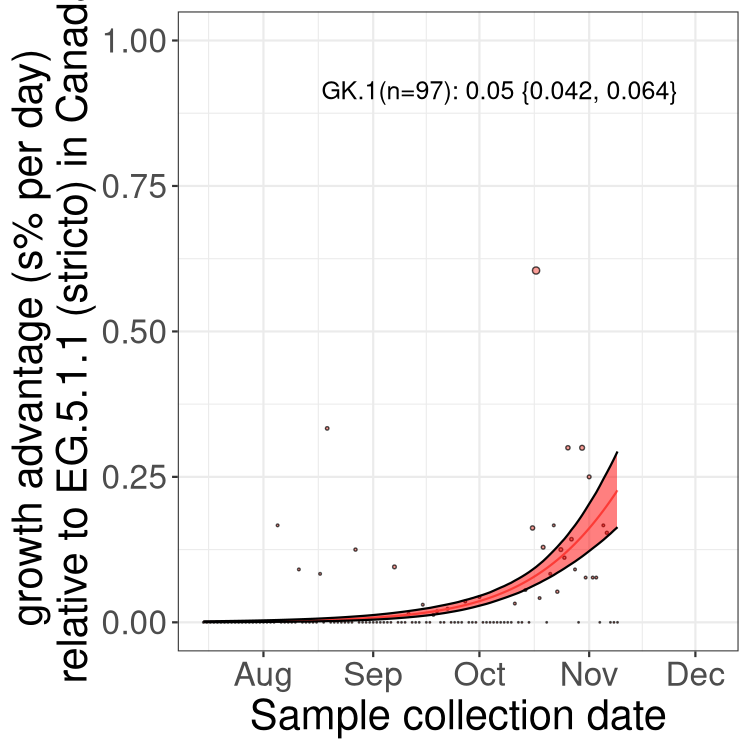 growth advantage (s% per day)
relative to EG.5.1.1 (stricto) in Canada
1.00
0.75
0.50
0.25
0.00
GK.1(n=97): 0.05 {0.042, 0.064}
Aug Sep Oct Nov Dec
Sample collection date